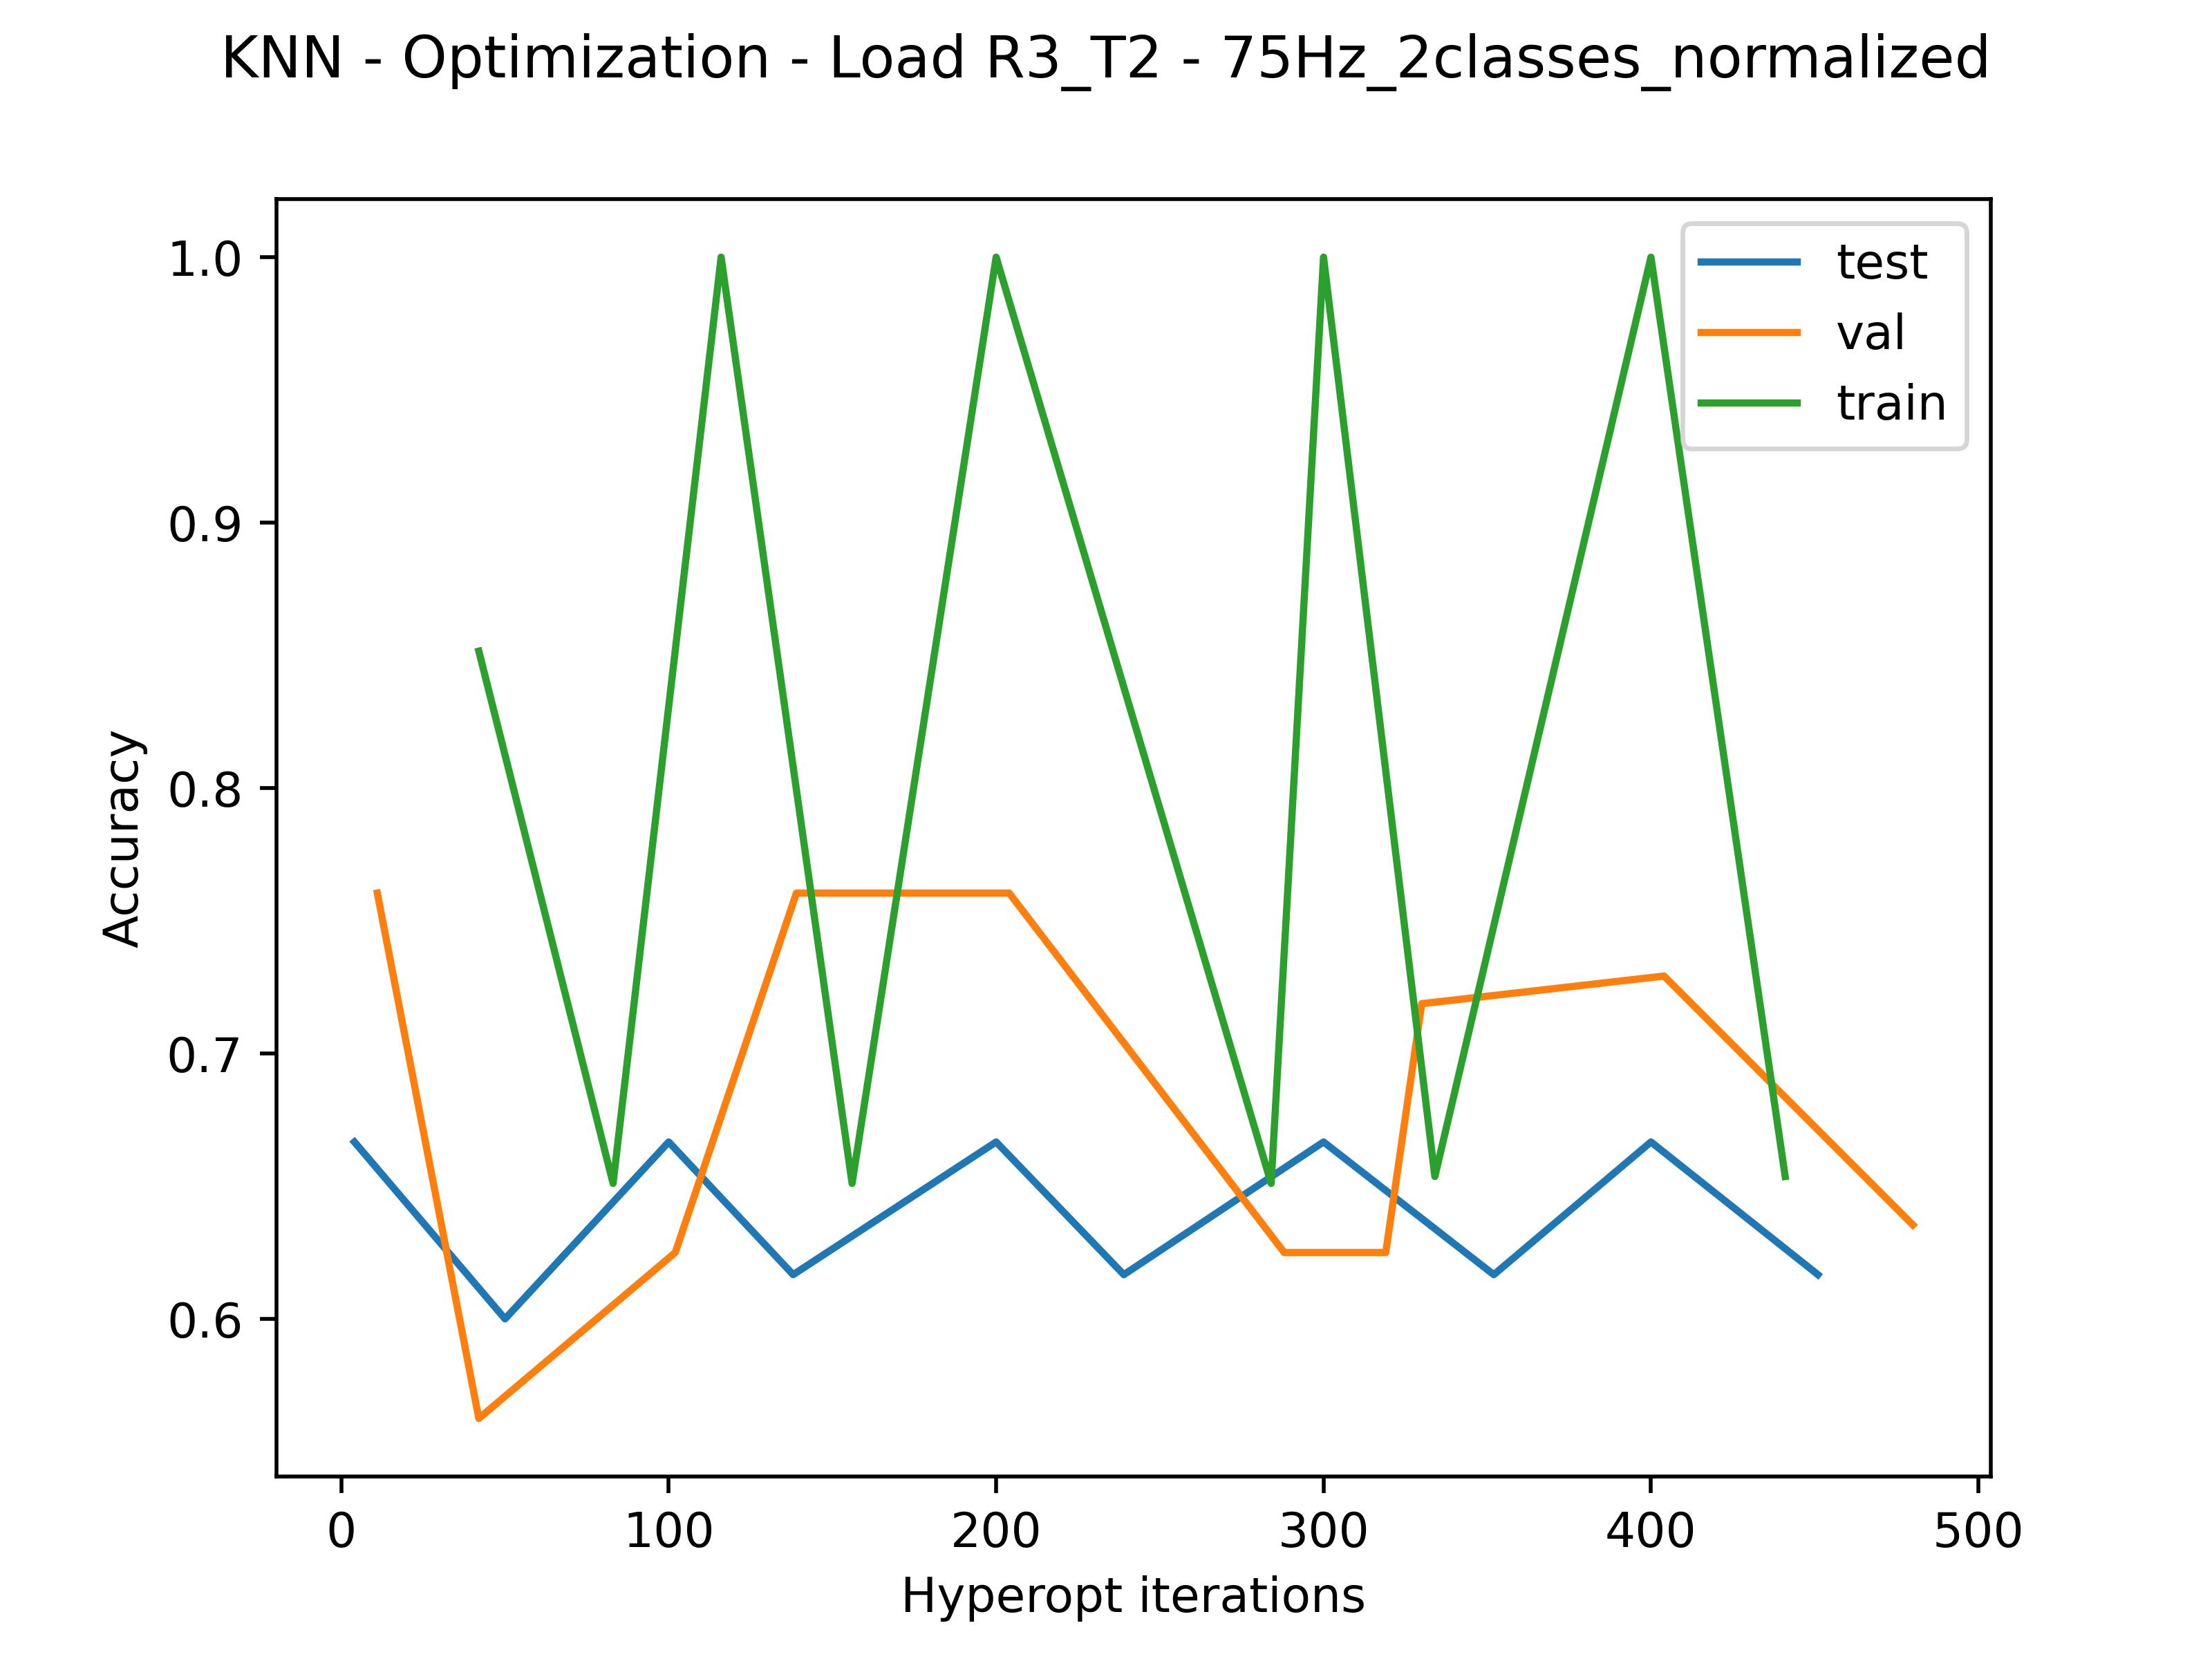 KNN - Optimization - Load R3_T2 - 75Hz_2classes_normalized
1.0
0.9
0.8
0.7
0.6
Accuracy
test
val
train
0 100 200 300 400 500
Hyperopt iterations